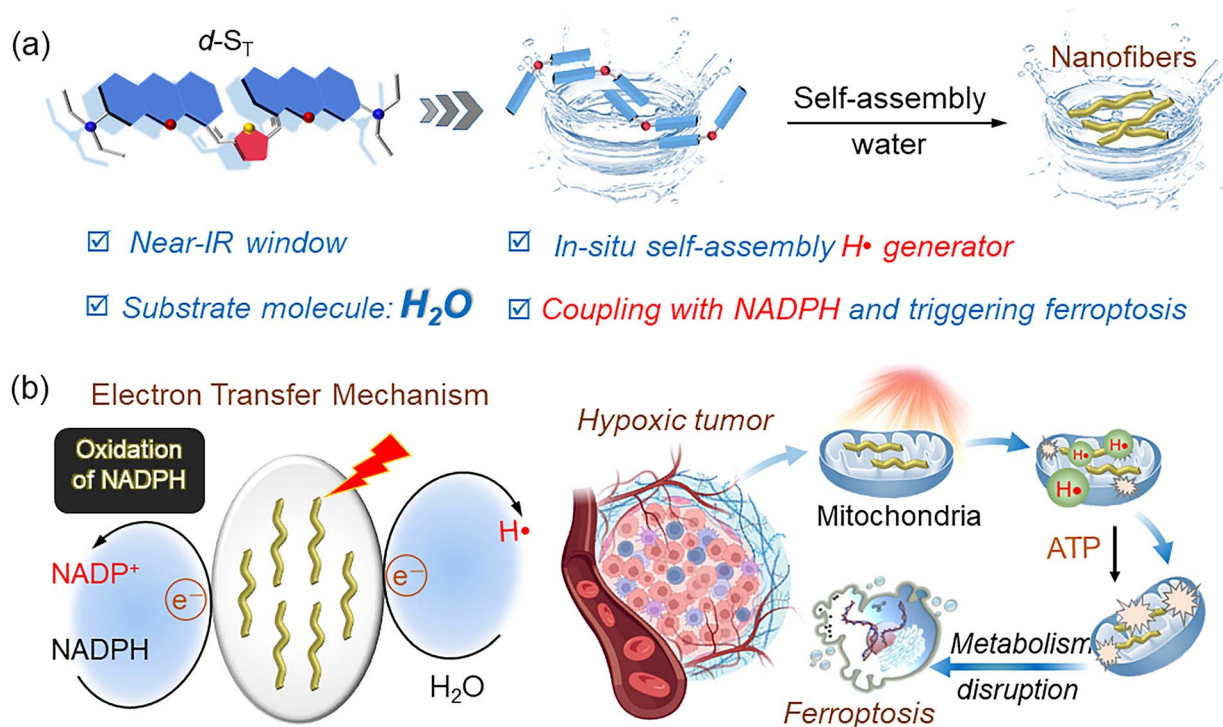 (a)
d-S_T
Self-assembly
water
Nanofibers
☑ Near-IR window
☑ In-situ self-assembly H• generator
☑ Substrate molecule: H₂O
☑ Coupling with NADPH and triggering ferroptosis
(b)
Electron Transfer Mechanism
Oxidation
of NADPH
NADP⁺
NADPH
e⁻
e⁻
H•
H₂O
Hypoxic tumor
Mitochondria
H•
H•
H•
ATP
Metabolism
disruption
Ferroptosis